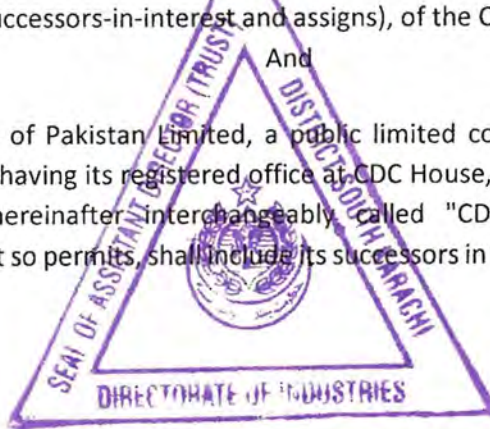 uccessors-in-interest and assigns), of the C
And
of Pakistan Limited, a public limited co
having its registered office at CDC House,
hereinafter interchangeably called "CD
t so permits, shall include its successors in
SEAL OF ASSISTANT DIRECTOR (TRUST)
DISTRICT SOUTH KARACHI
DIRECTORATE OF INDUSTRIES